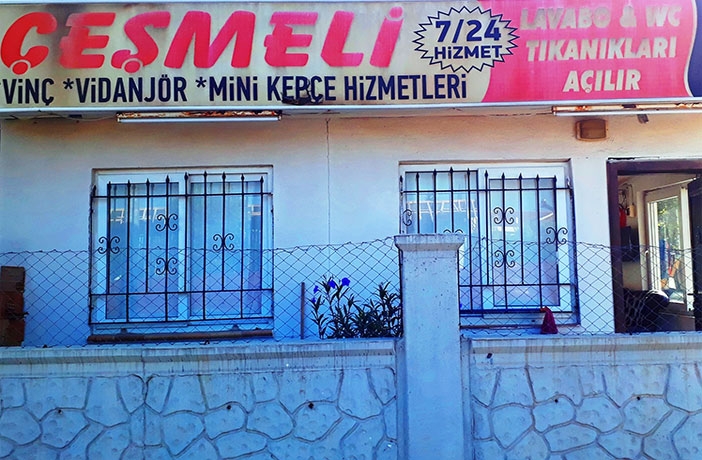 ÇEŞMELİ
7/24
HİZMET
LAVABO & WC
TIKANIKLARI
AÇILIR
*VİNÇ *VİDANJÖR *MİNİ KEPÇE HİZMETLERİ